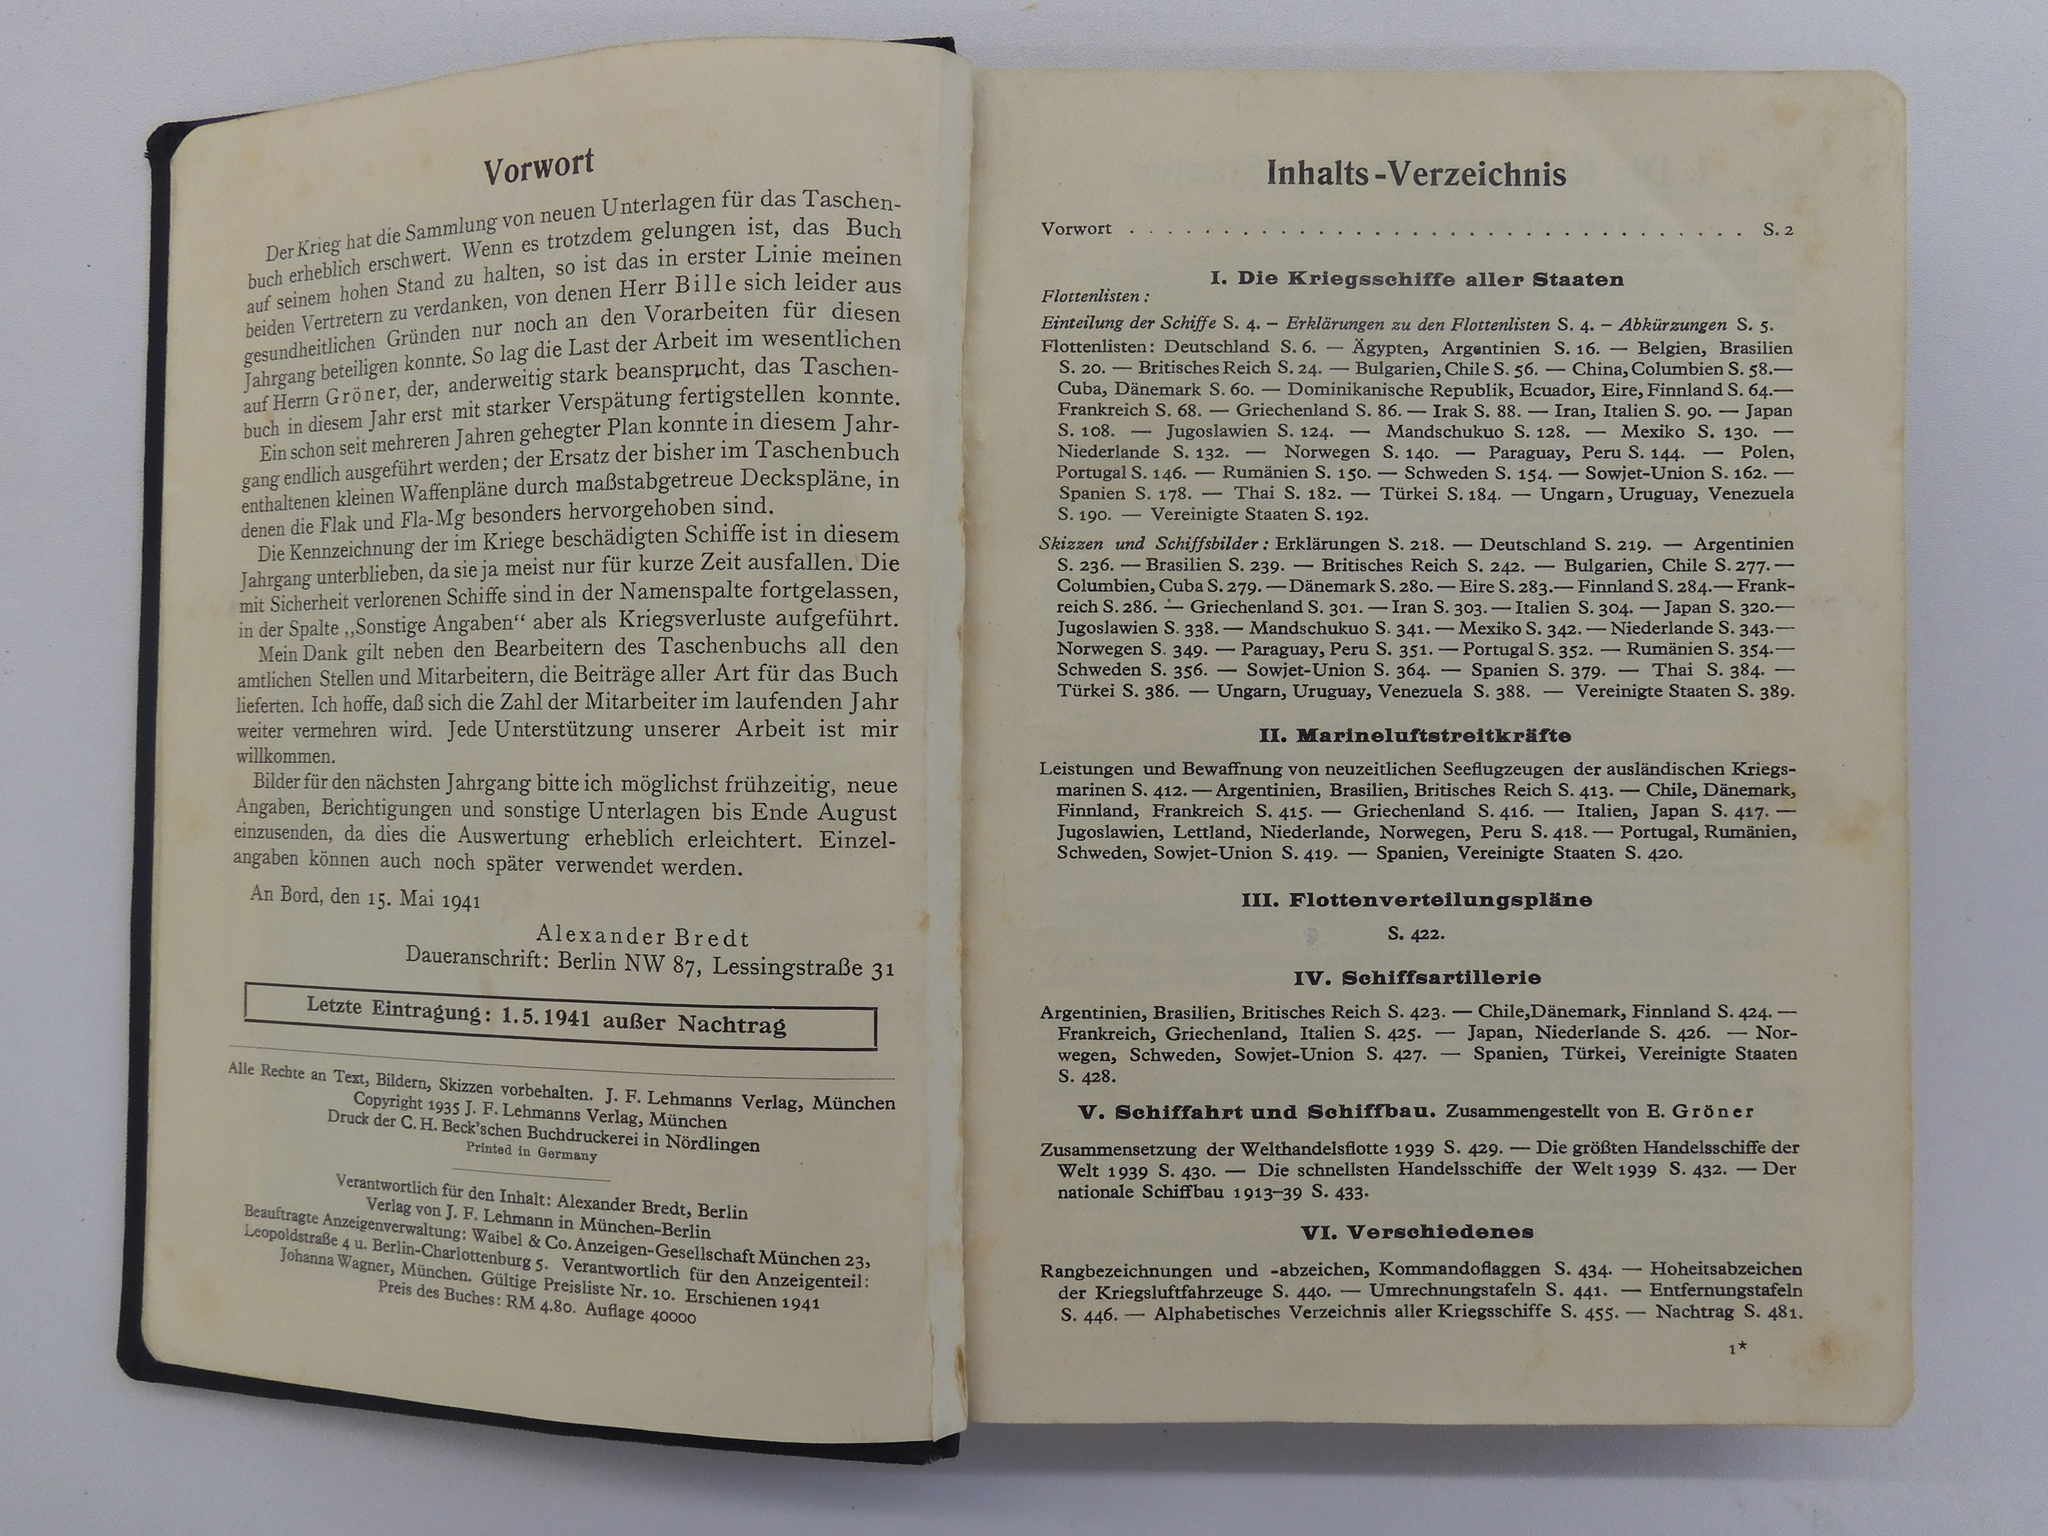 Vorwort
Der Krieg hat die Sammlung von neuen Unterlagen für das Taschen-
buch erheblich erschwert. Wenn es trotzdem gelungen ist, das Buch
auf seinem hohen Stand zu halten, so ist das in erster Linie meinen
beiden Vertretern zu verdanken, von denen Herr Bille sich leider aus
gesundheitlichen Gründen nur noch an den Vorarbeiten für diesen
Jahrgang beteiligen konnte. So lag die Last der Arbeit im wesentlichen
auf Herrn Gröner, der, anderweitig stark beansprucht, das Taschen-
buch in diesem Jahr erst mit starker Verspätung fertigstellen konnte.
Ein schon seit mehreren Jahren gehegter Plan konnte in diesem Jahr-
gang endlich ausgeführt werden; der Ersatz der bisher im Taschenbuch
enthaltenen kleinen Waffenpläne durch maßstabgetreue Deckspläne, in
denen die Flak und Fla-Mg besonders hervorgehoben sind.
Die Kennzeichnung der im Kriege beschädigten Schiffe ist in diesem
Jahrgang unterblieben, da sie ja meist nur für kurze Zeit ausfallen. Die
mit Sicherheit verlorenen Schiffe sind in der Namenspalte fortgelassen,
in der Spalte „Sonstige Angaben“ aber als Kriegsverluste aufgeführt.
Mein Dank gilt neben den Bearbeitern des Taschenbuchs all den
amtlichen Stellen und Mitarbeitern, die Beiträge aller Art für das Buch
lieferten. Ich hoffe, daß sich die Zahl der Mitarbeiter im laufenden Jahr
weiter vermehren wird. Jede Unterstützung unserer Arbeit ist mir
willkommen.
Bilder für den nächsten Jahrgang bitte ich möglichst frühzeitig, neue
Angaben, Berichtigungen und sonstige Unterlagen bis Ende August
einzusenden, da dies die Auswertung erheblich erleichtert. Einzel-
angaben können auch noch später verwendet werden.
An Bord, den 15. Mai 1941
Alexander Bredt
Daueranschrift: Berlin NW 87, Lessingstraße 31
Letzte Eintragung: 1.5.1941 außer Nachtrag
Alle Rechte an Text, Bildern, Skizzen vorbehalten. J. F. Lehmanns Verlag, München
Copyright 1935 J. F. Lehmanns Verlag, München
Druck der C. H. Beck'schen Buchdruckerei in Nördlingen
Printed in Germany
Verantwortlich für den Inhalt: Alexander Bredt, Berlin
Verlag von J. F. Lehmann in München-Berlin
Beauftragte Anzeigenverwaltung: Waibel & Co. Anzeigen-Gesellschaft München 23,
Leopoldstraße 4 u. Berlin-Charlottenburg 5. Verantwortlich für den Anzeigenteil:
Johanna Wagner, München. Gültige Preisliste Nr. 10. Erschienen 1941
Preis des Buches: RM 4.80. Auflage 40000
Inhalts-Verzeichnis
Vorwort . . . . . . . . . . . . . . . . . . . . . . . . . . . . . . . . . S. 2
I. Die Kriegsschiffe aller Staaten
Flottenlisten:
Einteilung der Schiffe S. 4. – Erklärungen zu den Flottenlisten S. 4. – Abkürzungen S. 5.
Flottenlisten: Deutschland S. 6. — Ägypten, Argentinien S. 16. — Belgien, Brasilien
S. 20. — Britisches Reich S. 24. — Bulgarien, Chile S. 56. — China, Columbien S. 58.—
Cuba, Dänemark S. 60. — Dominikanische Republik, Ecuador, Eire, Finnland S. 64.—
Frankreich S. 68. — Griechenland S. 86. — Irak S. 88. — Iran, Italien S. 90. — Japan
S. 108. — Jugoslawien S. 124. — Mandschukuo S. 128. — Mexiko S. 130. —
Niederlande S. 132. — Norwegen S. 140. — Paraguay, Peru S. 144. — Polen,
Portugal S. 146. — Rumänien S. 150. — Schweden S. 154. — Sowjet-Union S. 162. —
Spanien S. 178. — Thai S. 182. — Türkei S. 184. — Ungarn, Uruguay, Venezuela
S. 190. — Vereinigte Staaten S. 192.
Skizzen und Schiffsbilder: Erklärungen S. 218. — Deutschland S. 219. — Argentinien
S. 236. — Brasilien S. 239. — Britisches Reich S. 242. — Bulgarien, Chile S. 277.—
Columbien, Cuba S. 279. — Dänemark S. 280. — Eire S. 283.— Finnland S. 284.— Frank-
reich S. 286. — Griechenland S. 301. — Iran S. 303. — Italien S. 304. — Japan S. 320.—
Jugoslawien S. 338. — Mandschukuo S. 341. — Mexiko S. 342. — Niederlande S. 343.—
Norwegen S. 349. — Paraguay, Peru S. 351. — Portugal S. 352. — Rumänien S. 354.—
Schweden S. 356. — Sowjet-Union S. 364. — Spanien S. 379. — Thai S. 384. —
Türkei S. 386. — Ungarn, Uruguay, Venezuela S. 388. — Vereinigte Staaten S. 389.
II. Marineluftstreitkräfte
Leistungen und Bewaffnung von neuzeitlichen Seeflugzeugen der ausländischen Kriegs-
marinen S. 412. — Argentinien, Brasilien, Britisches Reich S. 413. — Chile, Dänemark,
Finnland, Frankreich S. 415. — Griechenland S. 416. — Italien, Japan S. 417. —
Jugoslawien, Lettland, Niederlande, Norwegen, Peru S. 418. — Portugal, Rumänien,
Schweden, Sowjet-Union S. 419. — Spanien, Vereinigte Staaten S. 420.
III. Flottenverteilungspläne
S. 422.
IV. Schiffsartillerie
Argentinien, Brasilien, Britisches Reich S. 423. — Chile, Dänemark, Finnland S. 424. —
Frankreich, Griechenland, Italien S. 425. — Japan, Niederlande S. 426. — Nor-
wegen, Schweden, Sowjet-Union S. 427. — Spanien, Türkei, Vereinigte Staaten
S. 428.
V. Schiffahrt und Schiffbau. Zusammengestellt von E. Gröner
Zusammensetzung der Welthandelsflotte 1939 S. 429. — Die größten Handelsschiffe der
Welt 1939 S. 430. — Die schnellsten Handelsschiffe der Welt 1939 S. 432. — Der
nationale Schiffbau 1913–39 S. 433.
VI. Verschiedenes
Rangbezeichnungen und -abzeichen, Kommandoflaggen S. 434. — Hoheitsabzeichen
der Kriegsluftfahrzeuge S. 440. — Umrechnungstafeln S. 441. — Entfernungstafeln
S. 446. — Alphabetisches Verzeichnis aller Kriegsschiffe S. 455. — Nachtrag S. 481.
1*